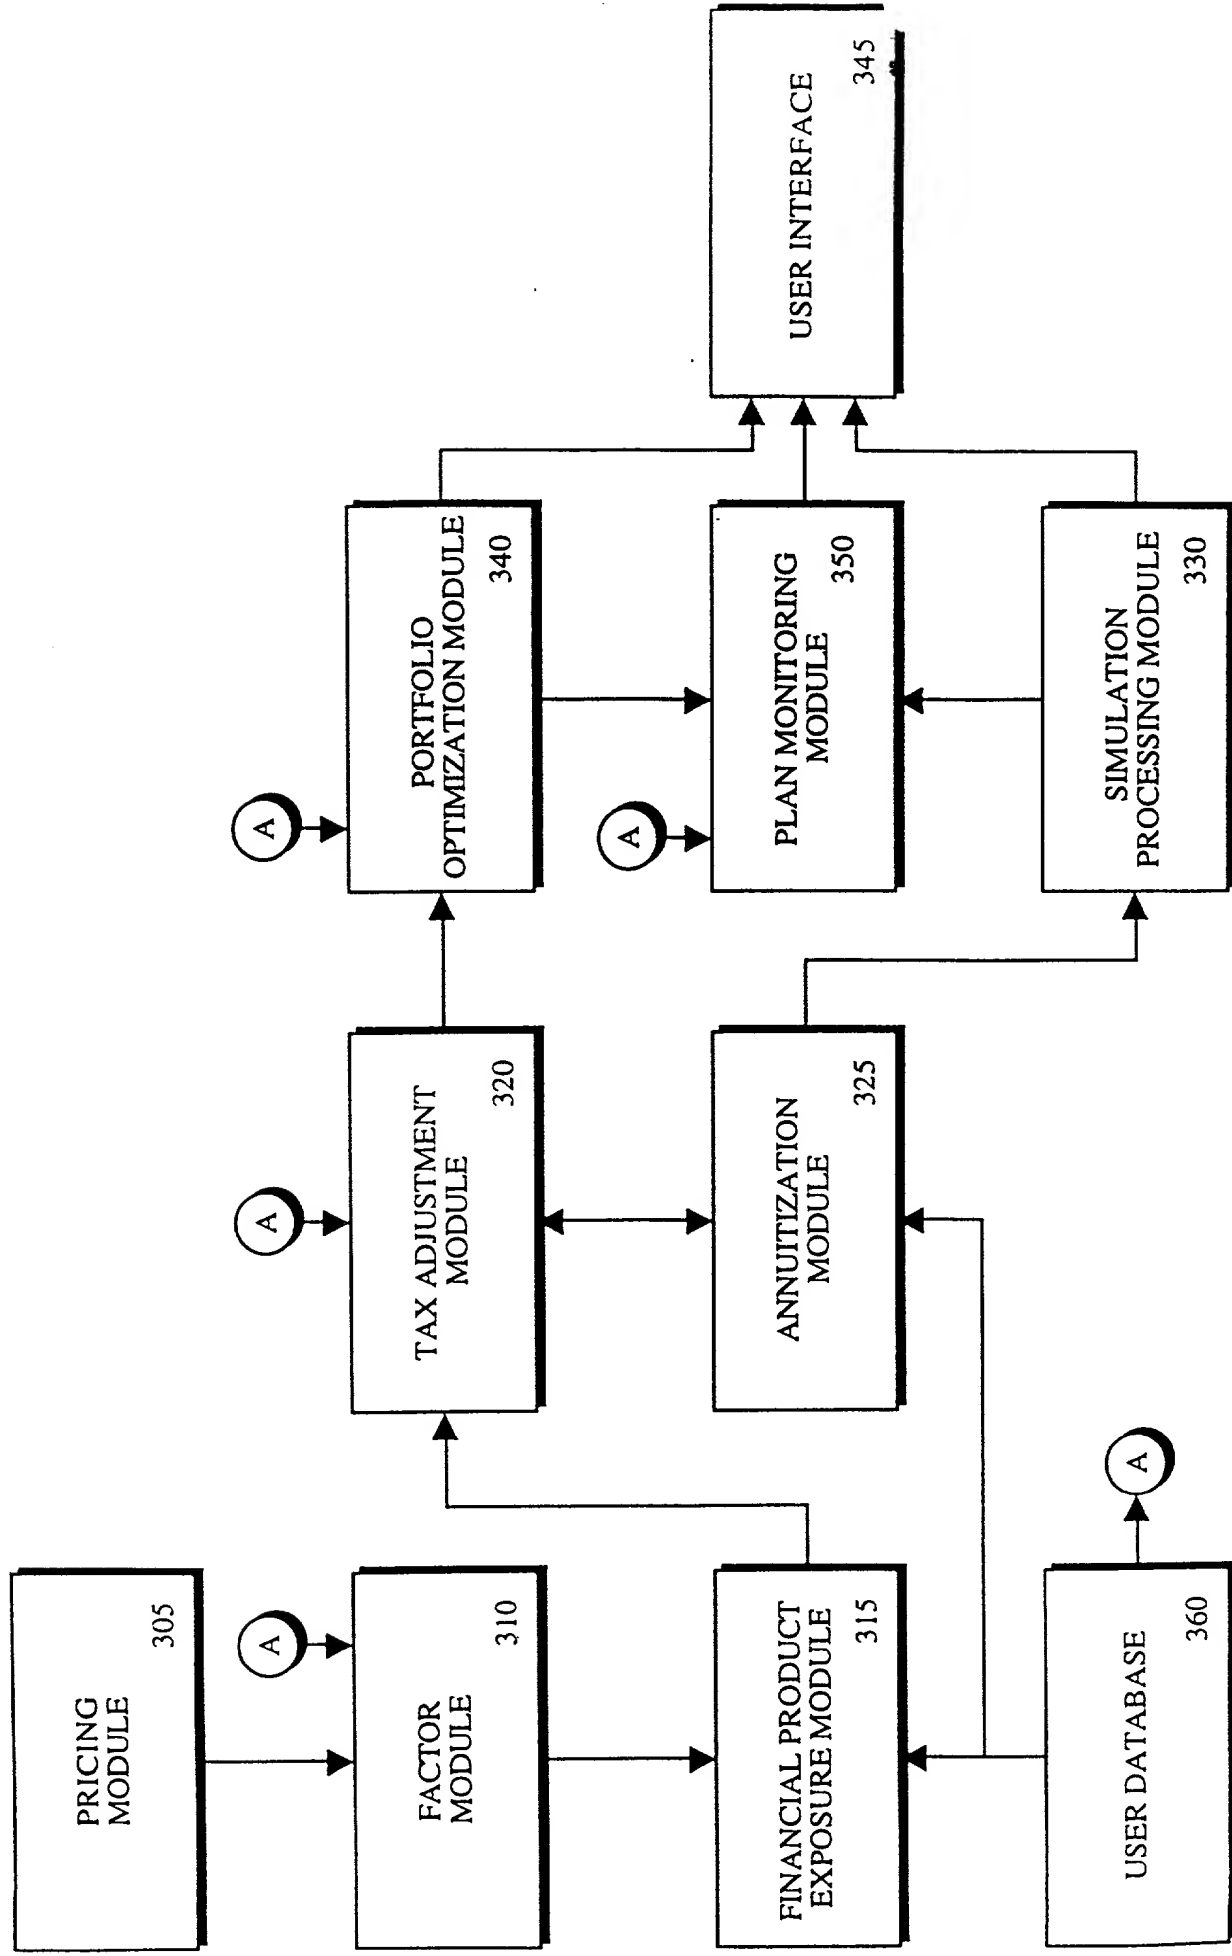 PRICING
MODULE
305
A
FACTOR
MODULE
310
FINANCIAL PRODUCT
EXPOSURE MODULE
315
USER DATABASE
360
A
A
TAX ADJUSTMENT
MODULE
320
ANNUITIZATION
MODULE
325
A
PORTFOLIO
OPTIMIZATION MODULE
340
A
PLAN MONITORING
MODULE
350
SIMULATION
PROCESSING MODULE
330
USER INTERFACE
345